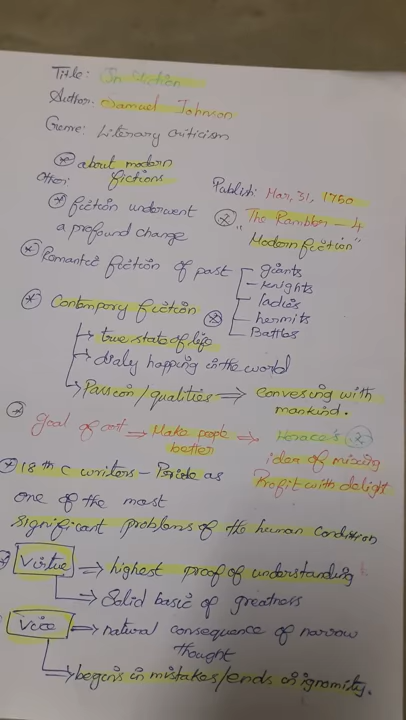 Title: On Fiction
Author: Samuel Johnson
Genre: Literary criticism
* about modern fictions
Other:
Publish: Mar, 31, 1750
* fiction underwent
a profound change
* "The Rambler - 4
Modern fiction"
* Romantic fiction of past
giants
knights
ladies
hermits
Battles
* Contempory fiction *
→ true state of life
→ dialy happing in the world
→ Passion/qualities ⇒ Convesing with
mankind.
Goal of art ⇒ Make people
better ⇒ Horace's
idea of mixing
Profit with delight
* 18th C writers - Pride as
one of the most
significant problems of the human condition
Virtue ⇒ highest proof of understanding
→ Solid basic of greatness
Vice ⇒ natural consequence of narrow
thought
⇒ begins in mistakes/ends in ignomity.